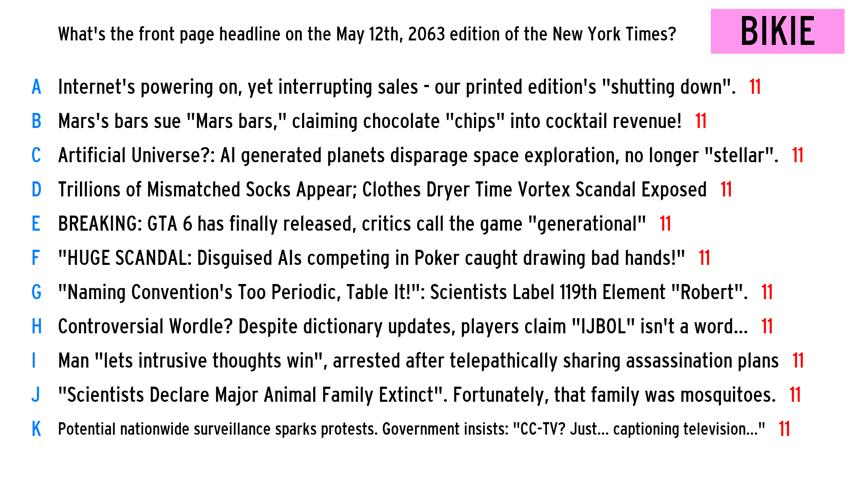 What's the front page headline on the May 12th, 2063 edition of the New York Times?
BIKIE
A Internet's powering on, yet interrupting sales - our printed edition's "shutting down". 11
B Mars's bars sue "Mars bars," claiming chocolate "chips" into cocktail revenue! 11
C Artificial Universe?: AI generated planets disparage space exploration, no longer "stellar". 11
D Trillions of Mismatched Socks Appear; Clothes Dryer Time Vortex Scandal Exposed 11
E BREAKING: GTA 6 has finally released, critics call the game "generational" 11
F "HUGE SCANDAL: Disguised AIs competing in Poker caught drawing bad hands!" 11
G "Naming Convention's Too Periodic, Table It!": Scientists Label 119th Element "Robert". 11
H Controversial Wordle? Despite dictionary updates, players claim "IJBOL" isn't a word... 11
I Man "lets intrusive thoughts win", arrested after telepathically sharing assassination plans 11
J "Scientists Declare Major Animal Family Extinct". Fortunately, that family was mosquitoes. 11
K Potential nationwide surveillance sparks protests. Government insists: "CC-TV? Just... captioning television..." 11